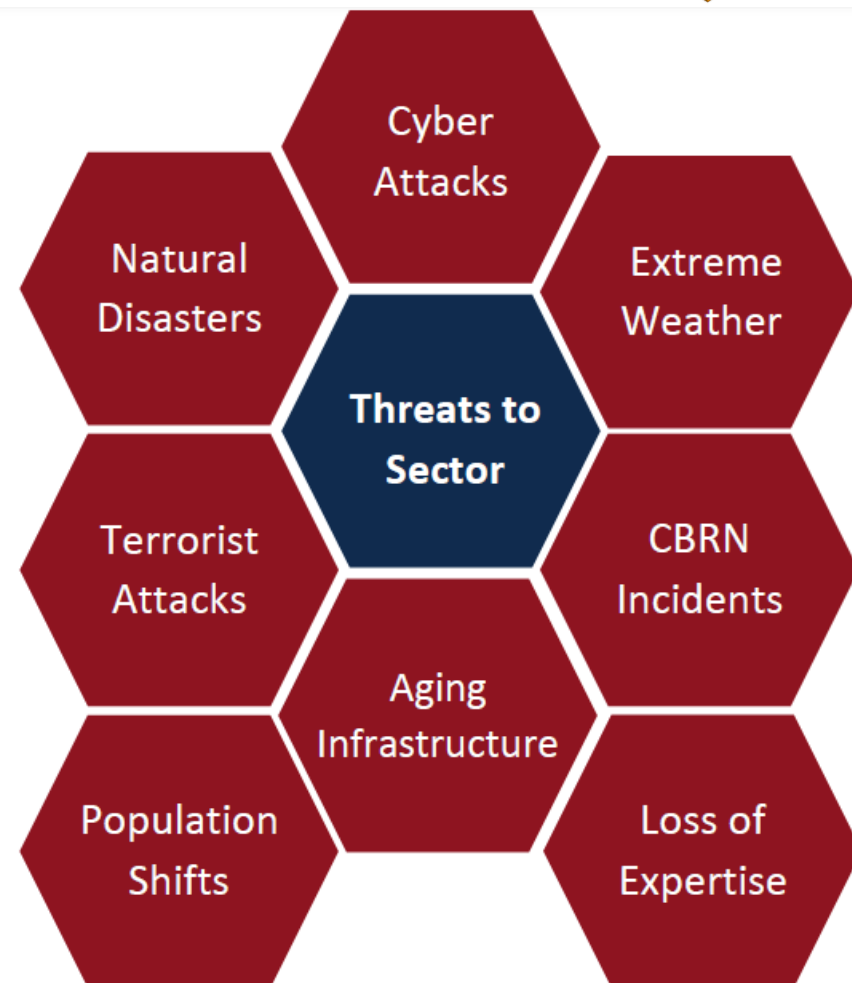 Cyber
Attacks
Natural
Disasters
Extreme
Weather
Threats to
Sector
Terrorist
Attacks
CBRN
Incidents
Aging
Infrastructure
Population
Shifts
Loss of
Expertise